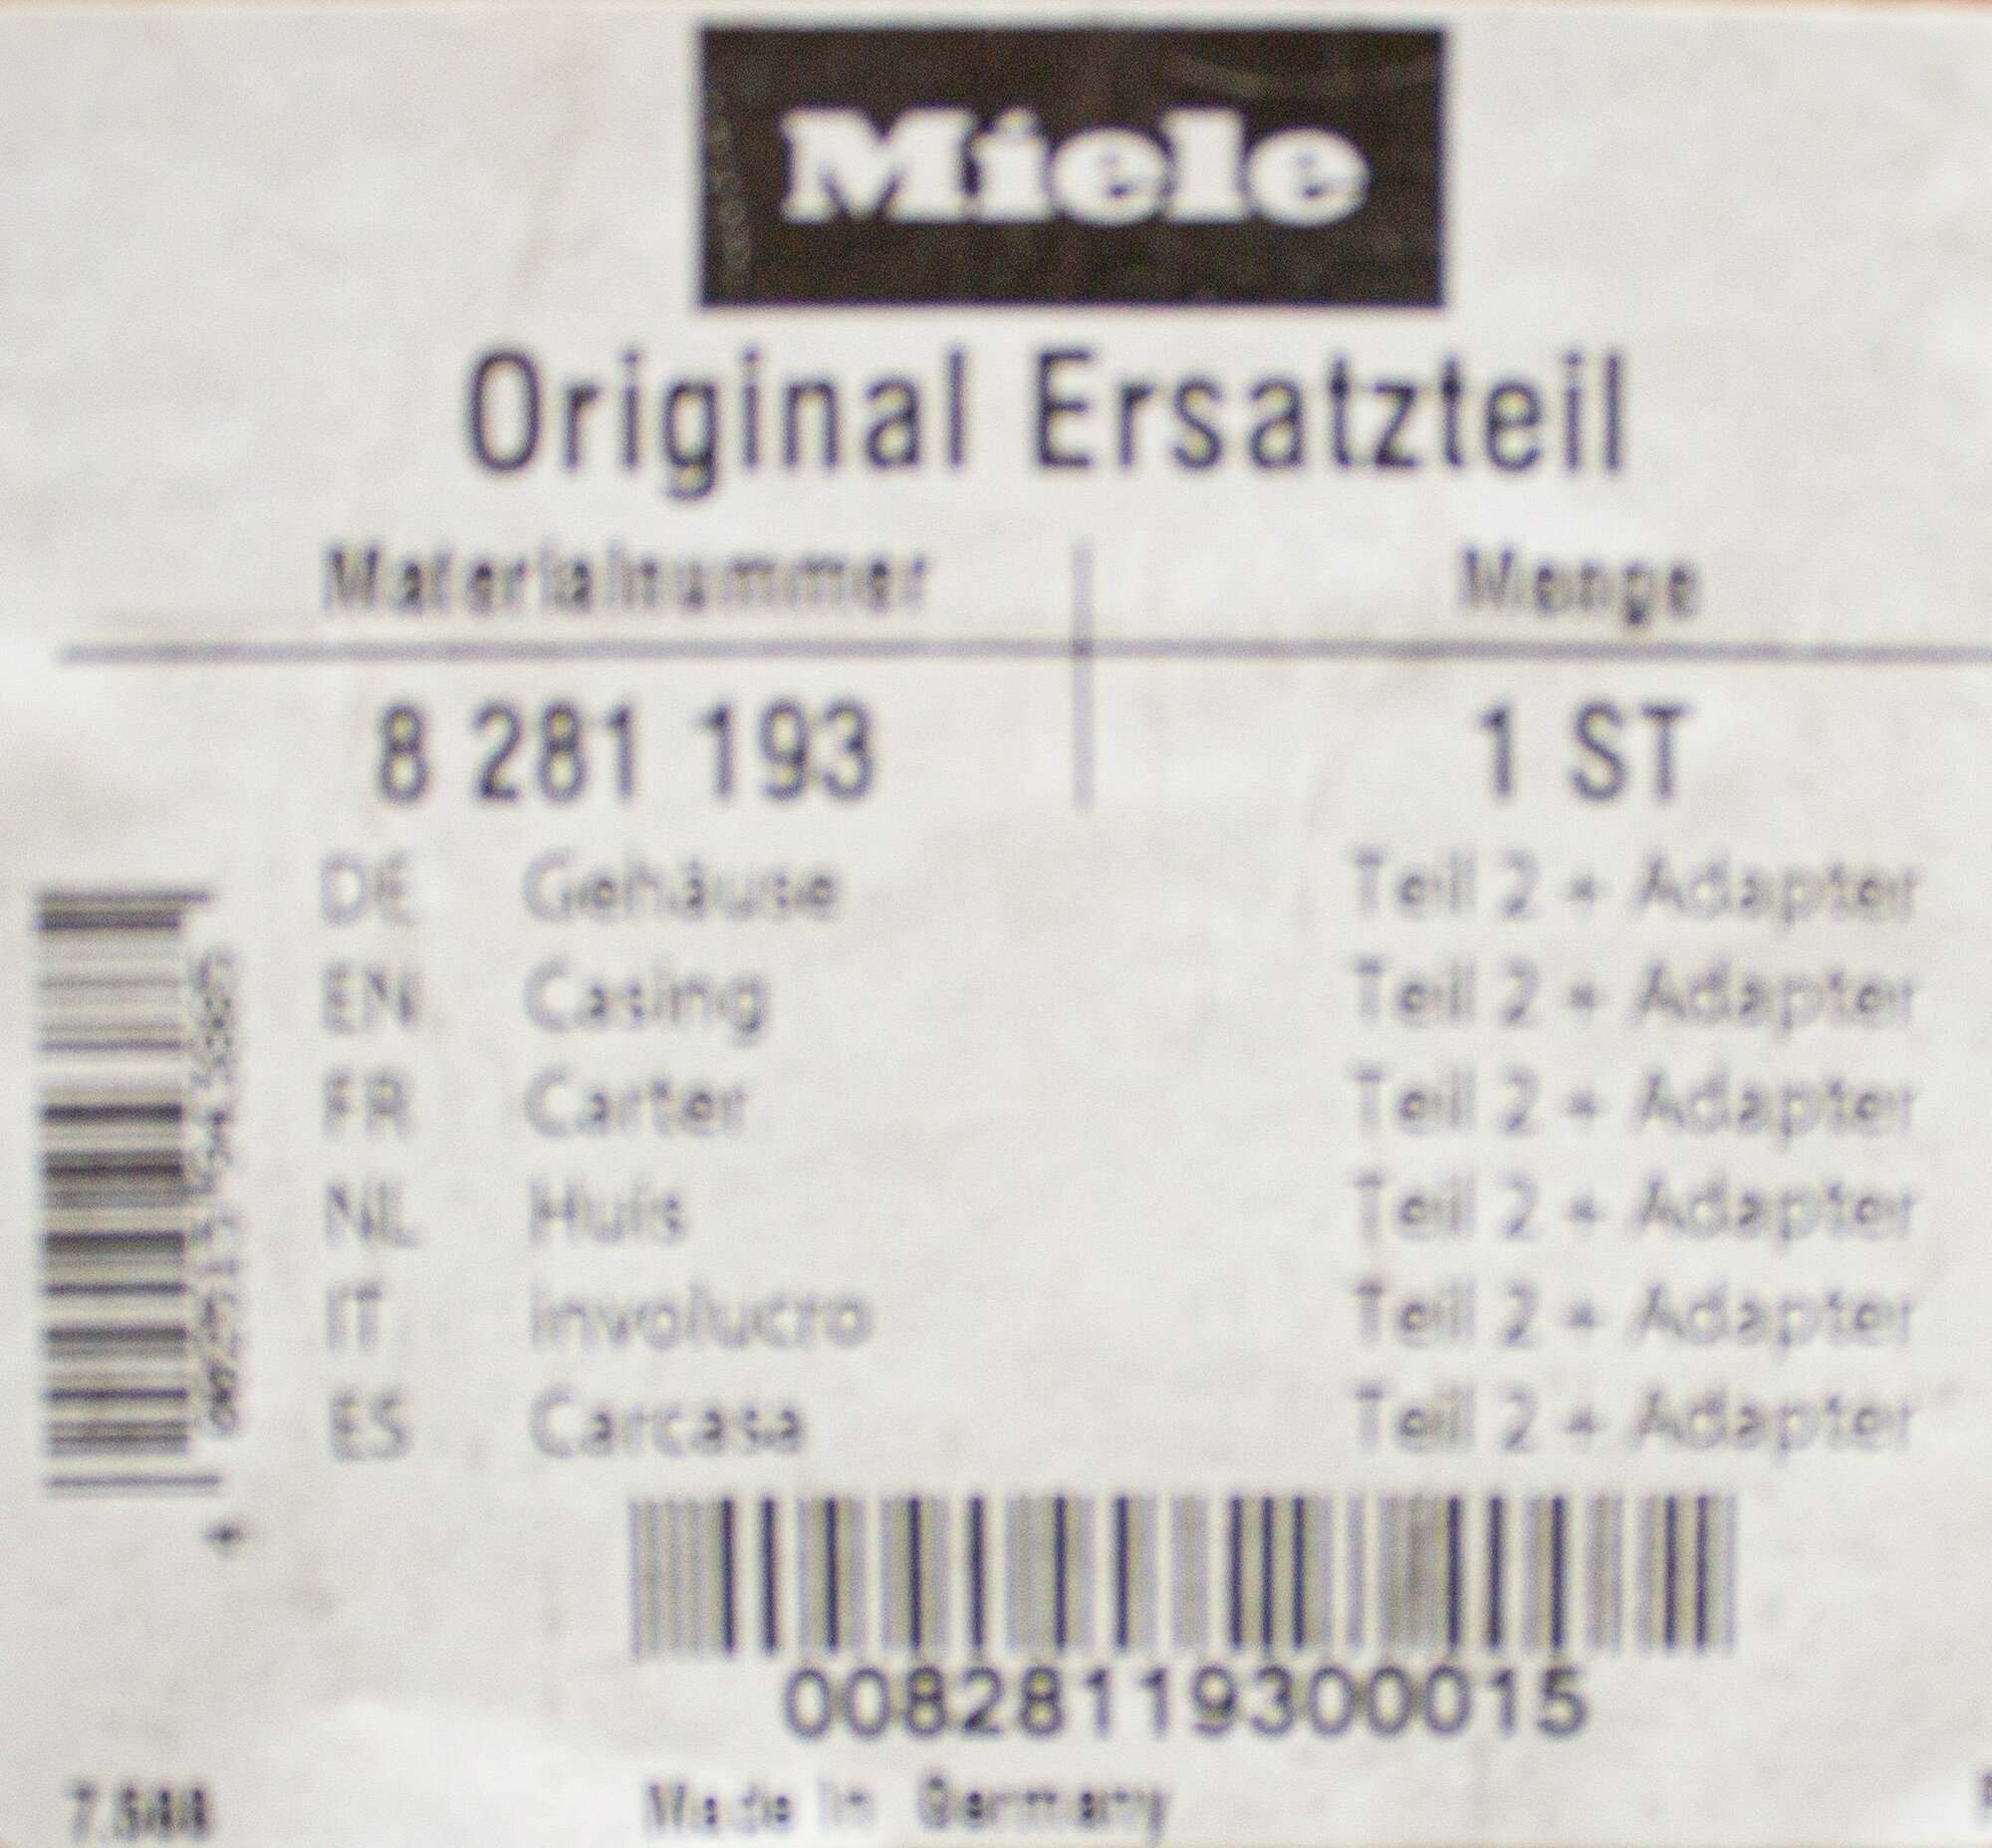 Miele
Original Ersatzteil
Materialnummer Menge
8 281 193 1 ST
DE Gehäuse Teil 2 + Adapter
EN Casing Teil 2 + Adapter
FR Carter Teil 2 + Adapter
NL Huis Teil 2 + Adapter
IT involucro Teil 2 + Adapter
ES Carcasa Teil 2 + Adapter
00828119300015
Made in Germany